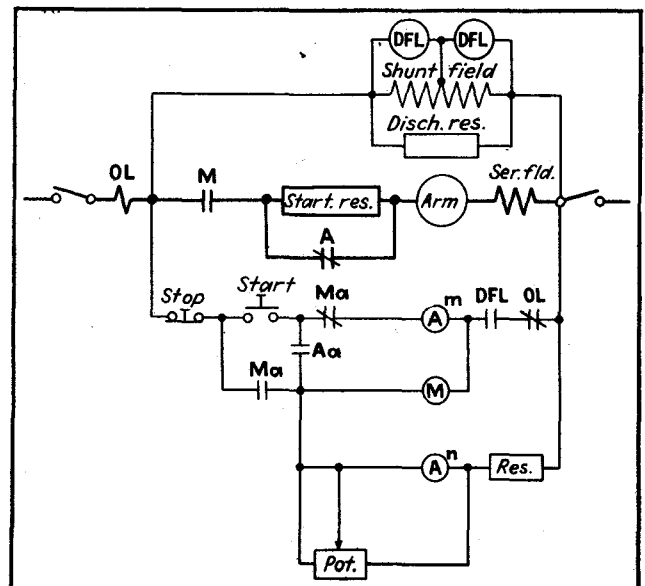 DFL DFL
Shunt field
Disch. res.
OL
M
Start. res.
Arm
Ser. fld.
A
Stop
Start
Ma
A m
DFL
OL
Aa
Ma
M
A n
Res.
Pot.